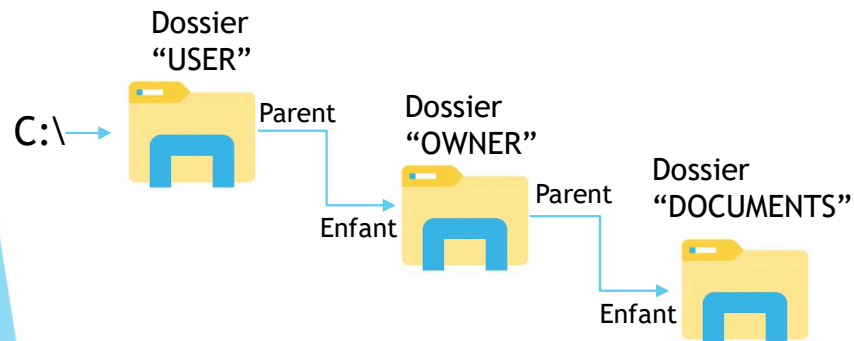 Dossier
“USER”
C:\
Parent
Dossier
“OWNER”
Enfant
Parent
Dossier
“DOCUMENTS”
Enfant